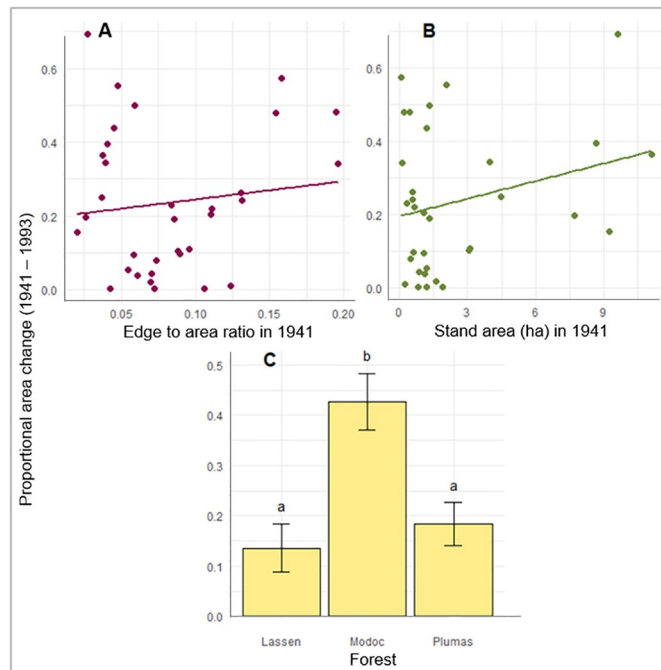 A
B
0.6
0.4
0.2
0.0
0.05
0.10
0.15
0.20
Edge to area ratio in 1941
0.6
0.4
0.2
0.0
0
3
6
9
Stand area (ha) in 1941
Proportional area change (1941 – 1993)
C
0.5
0.4
0.3
0.2
0.1
0.0
a
b
a
Lassen
Modoc
Plumas
Forest